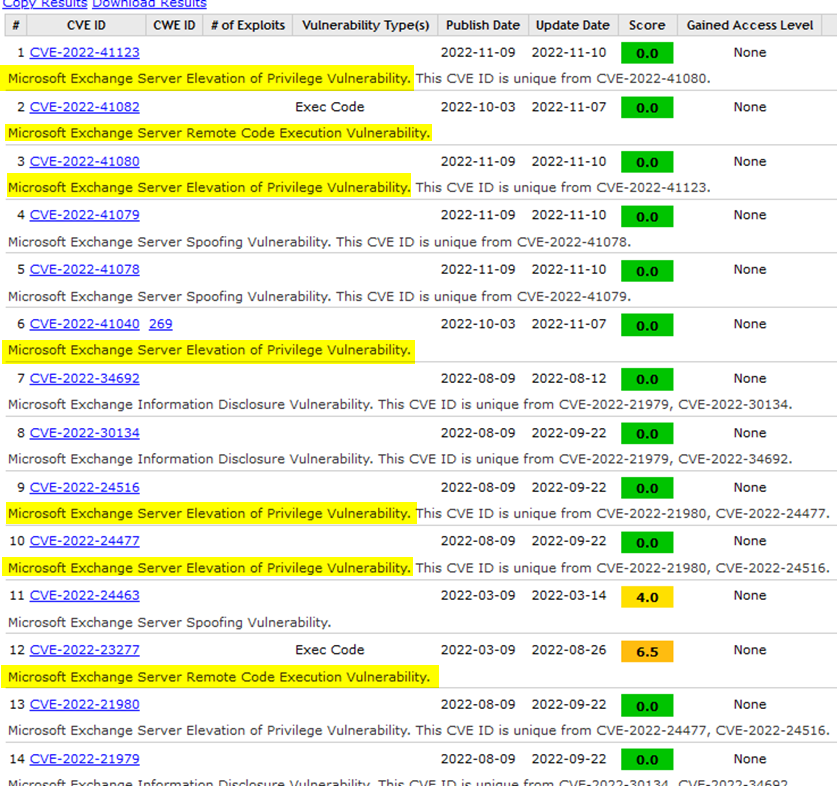 Copy Results Download Results
# CVE ID CWE ID # of Exploits Vulnerability Type(s) Publish Date Update Date Score Gained Access Level
1 CVE-2022-41123 2022-11-09 2022-11-10 0.0 None
Microsoft Exchange Server Elevation of Privilege Vulnerability. This CVE ID is unique from CVE-2022-41080.
2 CVE-2022-41082 Exec Code 2022-10-03 2022-11-07 0.0 None
Microsoft Exchange Server Remote Code Execution Vulnerability.
3 CVE-2022-41080 2022-11-09 2022-11-10 0.0 None
Microsoft Exchange Server Elevation of Privilege Vulnerability. This CVE ID is unique from CVE-2022-41123.
4 CVE-2022-41079 2022-11-09 2022-11-10 0.0 None
Microsoft Exchange Server Spoofing Vulnerability. This CVE ID is unique from CVE-2022-41078.
5 CVE-2022-41078 2022-11-09 2022-11-10 0.0 None
Microsoft Exchange Server Spoofing Vulnerability. This CVE ID is unique from CVE-2022-41079.
6 CVE-2022-41040 269 2022-10-03 2022-11-07 0.0 None
Microsoft Exchange Server Elevation of Privilege Vulnerability.
7 CVE-2022-34692 2022-08-09 2022-08-12 0.0 None
Microsoft Exchange Information Disclosure Vulnerability. This CVE ID is unique from CVE-2022-21979, CVE-2022-30134.
8 CVE-2022-30134 2022-08-09 2022-09-22 0.0 None
Microsoft Exchange Information Disclosure Vulnerability. This CVE ID is unique from CVE-2022-21979, CVE-2022-34692.
9 CVE-2022-24516 2022-08-09 2022-09-22 0.0 None
Microsoft Exchange Server Elevation of Privilege Vulnerability. This CVE ID is unique from CVE-2022-21980, CVE-2022-24477.
10 CVE-2022-24477 2022-08-09 2022-09-22 0.0 None
Microsoft Exchange Server Elevation of Privilege Vulnerability. This CVE ID is unique from CVE-2022-21980, CVE-2022-24516.
11 CVE-2022-24463 2022-03-09 2022-03-14 4.0 None
Microsoft Exchange Server Spoofing Vulnerability.
12 CVE-2022-23277 Exec Code 2022-03-09 2022-08-26 6.5 None
Microsoft Exchange Server Remote Code Execution Vulnerability.
13 CVE-2022-21980 2022-08-09 2022-09-22 0.0 None
Microsoft Exchange Server Elevation of Privilege Vulnerability. This CVE ID is unique from CVE-2022-24477, CVE-2022-24516.
14 CVE-2022-21979 2022-08-09 2022-09-22 0.0 None
Microsoft Exchange Information Disclosure Vulnerability. This CVE ID is unique from CVE-2022-30134, CVE-2022-34692.